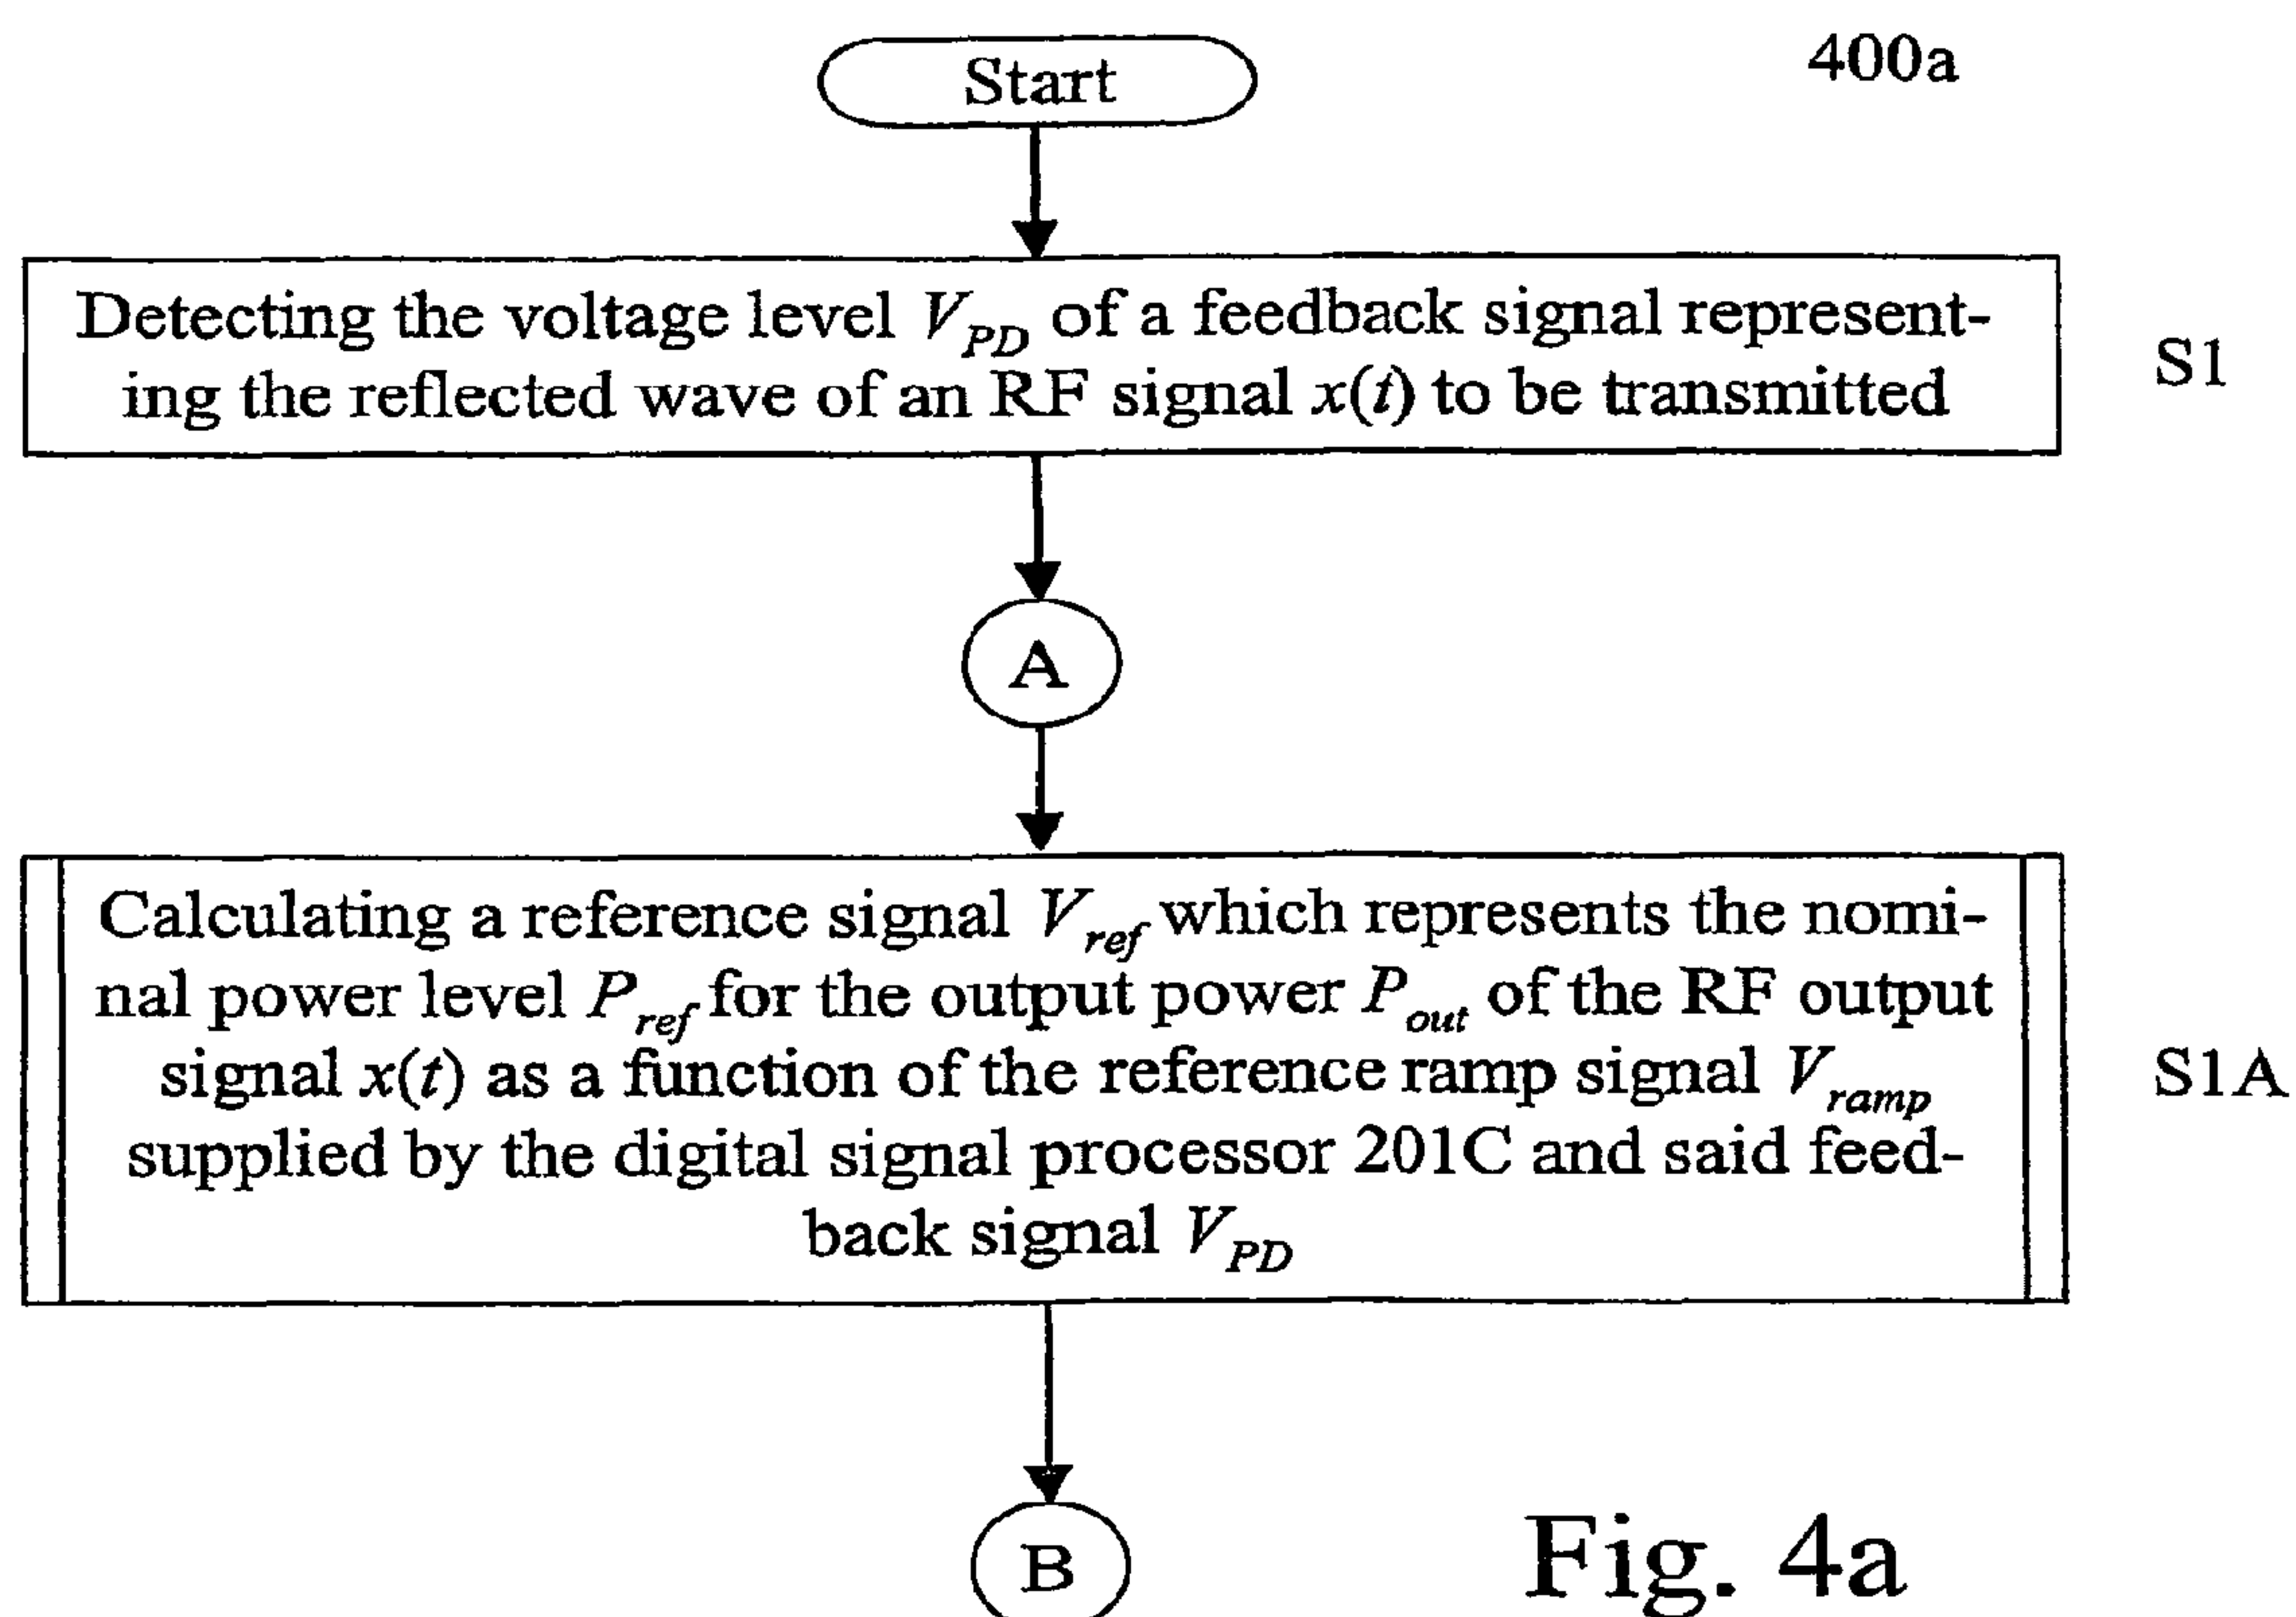 400a
Start
Detecting the voltage level V_PD of a feedback signal represent-
ing the reflected wave of an RF signal x(t) to be transmitted
S1
A
Calculating a reference signal V_ref which represents the nomi-
nal power level P_ref for the output power P_out of the RF output
signal x(t) as a function of the reference ramp signal V_ramp
supplied by the digital signal processor 201C and said feed-
back signal V_PD
S1A
B
Fig. 4a